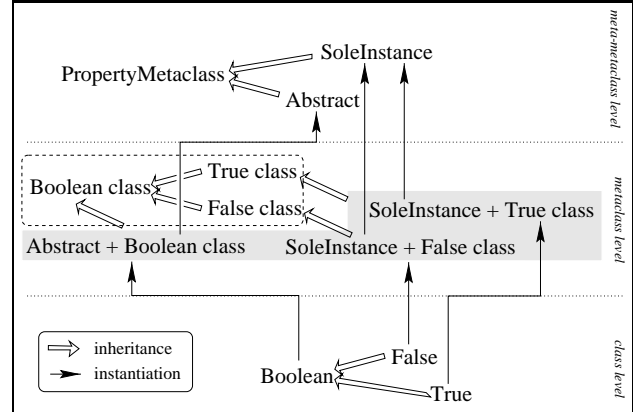 SoleInstance
PropertyMetaclass
Abstract
meta-metaclass level
True class
Boolean class
False class
SoleInstance + True class
Abstract + Boolean class
SoleInstance + False class
metaclass level
inheritance
instantiation
False
Boolean
True
class level